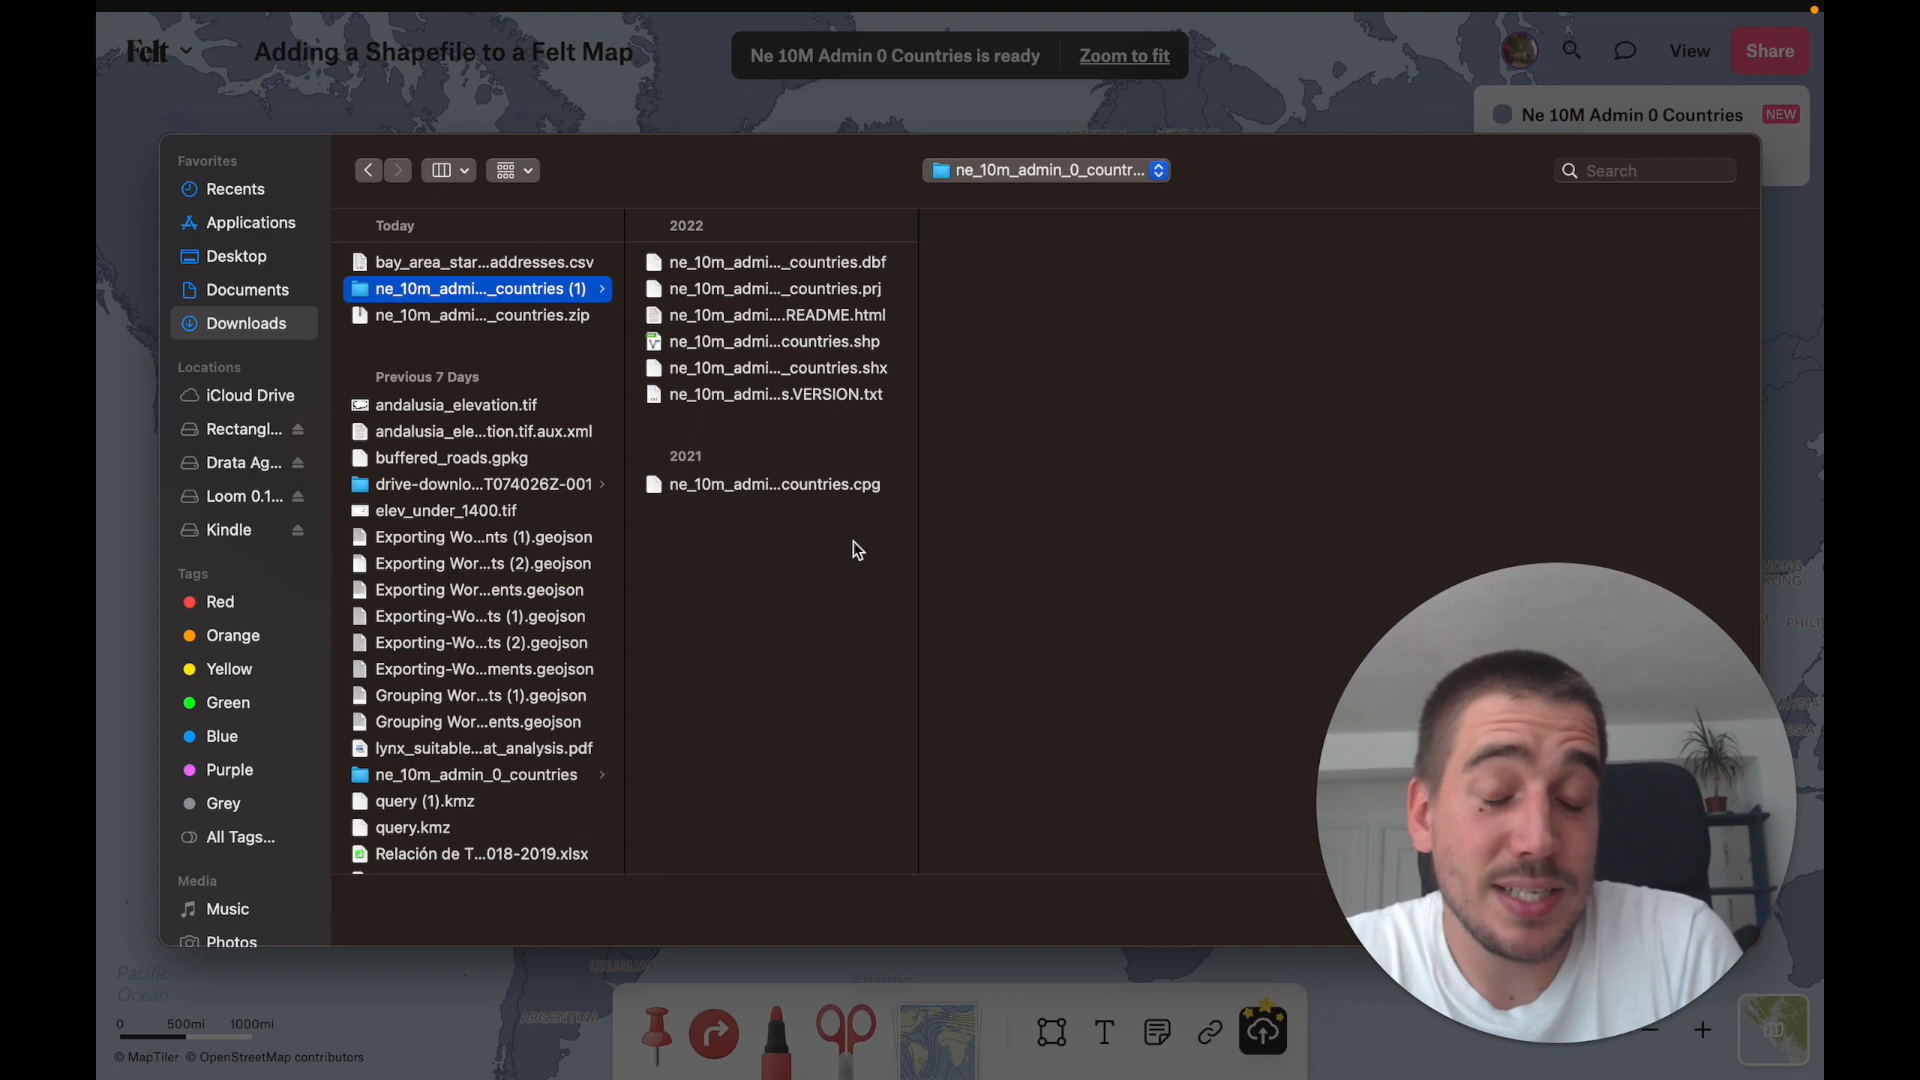 Felt
Adding a Shapefile to a Felt Map
Ne 10M Admin 0 Countries is ready
Zoom to fit
View
Share
Ne 10M Admin 0 Countries
NEW
ne_10m_admin_0_countr...
Search
Favorites
Recents
Applications
Desktop
Documents
Downloads
Locations
iCloud Drive
Rectangl...
Drata Ag...
Loom 0.1...
Kindle
Tags
Red
Orange
Yellow
Green
Blue
Purple
Grey
All Tags...
Media
Music
Photos
Today
bay_area_star...addresses.csv
ne_10m_admi..._countries (1)
ne_10m_admi..._countries.zip
Previous 7 Days
andalusia_elevation.tif
andalusia_ele...tion.tif.aux.xml
buffered_roads.gpkg
drive-downlo...T074026Z-001
elev_under_1400.tif
Exporting Wo...nts (1).geojson
Exporting Wor...ts (2).geojson
Exporting Wor...ents.geojson
Exporting-Wo...ts (1).geojson
Exporting-Wo...ts (2).geojson
Exporting-Wo...ments.geojson
Grouping Wor...ts (1).geojson
Grouping Wor...ents.geojson
lynx_suitable...at_analysis.pdf
ne_10m_admin_0_countries
query (1).kmz
query.kmz
Relación de T...018-2019.xlsx
2022
ne_10m_admi..._countries.dbf
ne_10m_admi..._countries.prj
ne_10m_admi....README.html
ne_10m_admi...countries.shp
ne_10m_admi..._countries.shx
ne_10m_admi...s.VERSION.txt
2021
ne_10m_admi...countries.cpg
HONG
KONG,
PHILI
URUGUAY
Atlantic
ARGENTINA
Pacific
Ocean
0 500mi 1000mi
© MapTiler © OpenStreetMap contributors
T